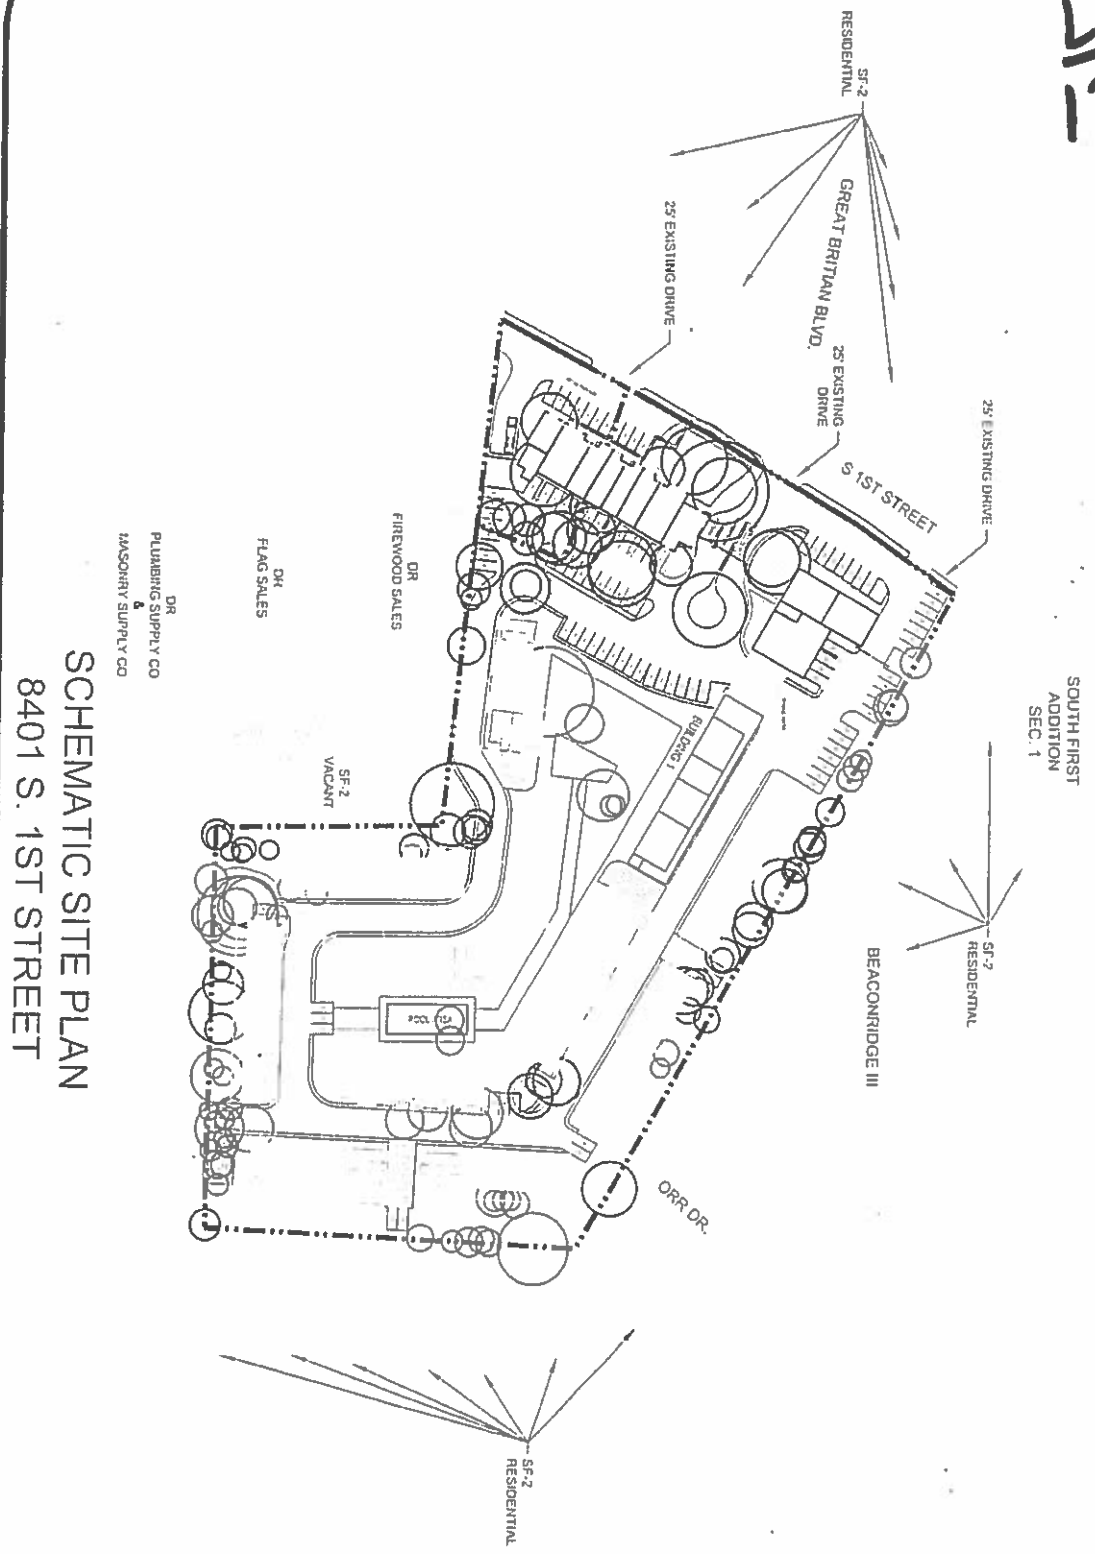 SF-2
RESIDENTIAL
GREAT BRITIAN BLVD.
25' EXISTING DRIVE
25' EXISTING
DRIVE
25' EXISTING DRIVE
S 1ST STREET
SOUTH FIRST
ADDITION
SEC. 1
SF-2
RESIDENTIAL
BEACONRIDGE III
BUILDING 1
DR
FIREWOOD SALES
DR
FLAG SALES
DR
PLUMBING SUPPLY CO
&
MASONRY SUPPLY CO
SF-2
VACANT
POOL
ORR DR.
SF-2
RESIDENTIAL
SCHEMATIC SITE PLAN
8401 S. 1ST STREET